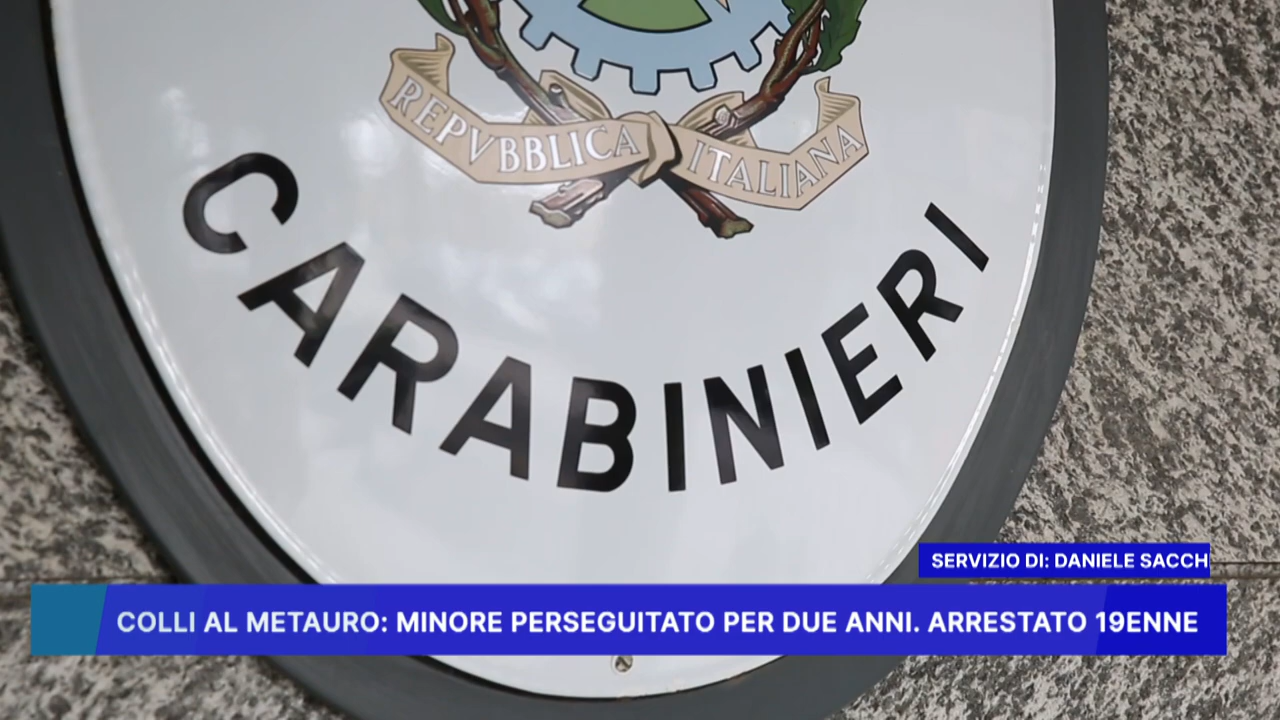 REPVBBLICA ITALIANA
CARABINIERI
SERVIZIO DI: DANIELE SACCH
COLLI AL METAURO: MINORE PERSEGUITATO PER DUE ANNI. ARRESTATO 19ENNE